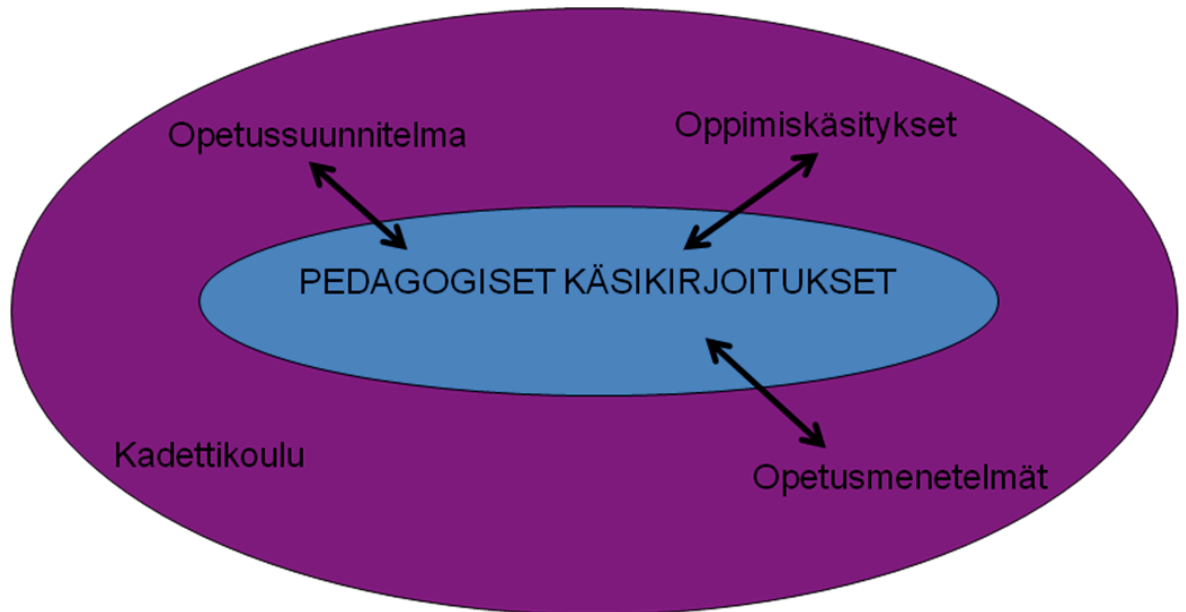 Opetussuunnitelma
Oppimiskäsitykset
PEDAGOGISET KÄSIKIRJOITUKSET
Kadettikoulu
Opetusmenetelmät